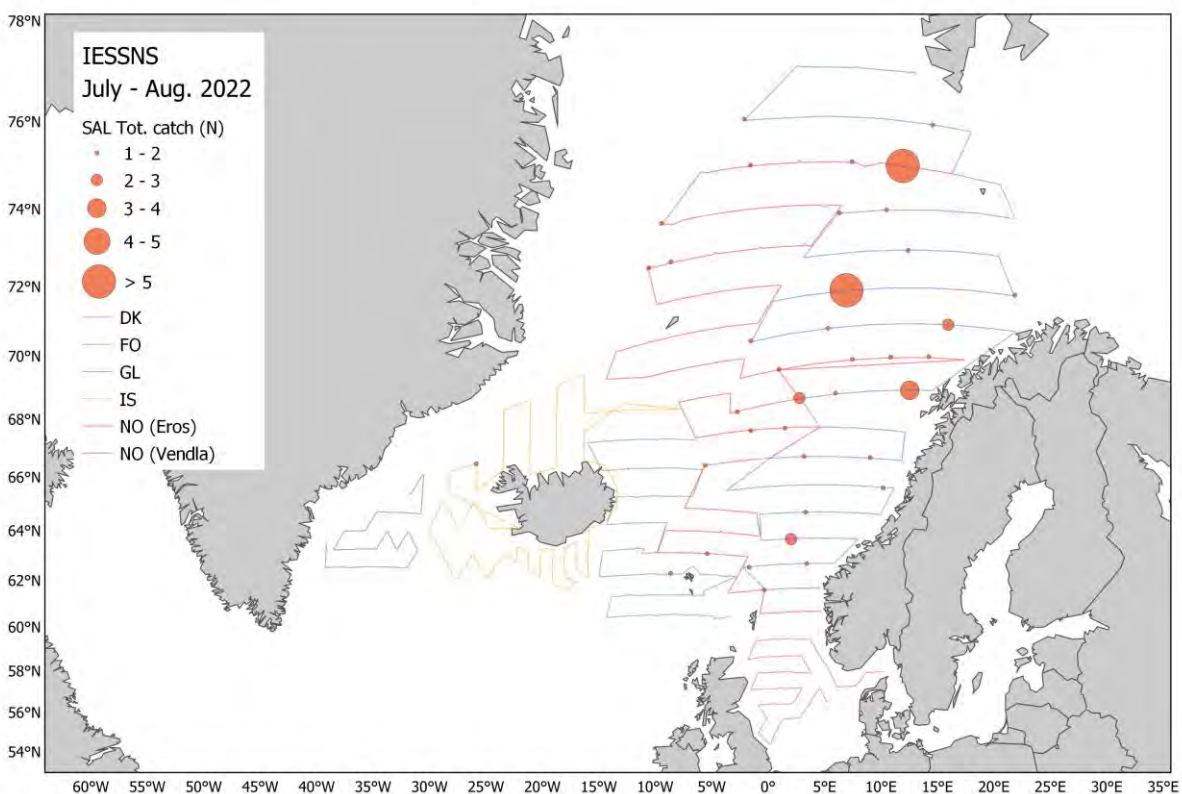 IESSNS
July - Aug. 2022
SAL Tot. catch (N)
1 - 2
2 - 3
3 - 4
4 - 5
> 5
DK
FO
GL
IS
NO (Eros)
NO (Vendla)
78°N
76°N
74°N
72°N
70°N
68°N
66°N
64°N
62°N
60°N
58°N
56°N
54°N
60°W 55°W 50°W 45°W 40°W 35°W 30°W 25°W 20°W 15°W 10°W 5°W 0° 5°E 10°E 15°E 20°E 25°E 30°E 35°E